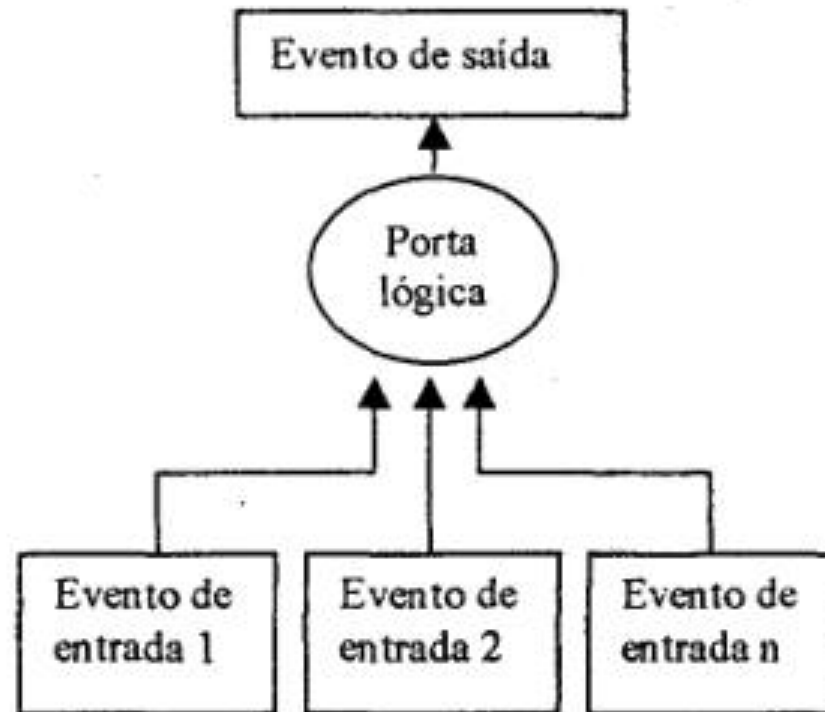 Evento de saída
Porta
lógica
Evento de
entrada 1
Evento de
entrada 2
Evento de
entrada n